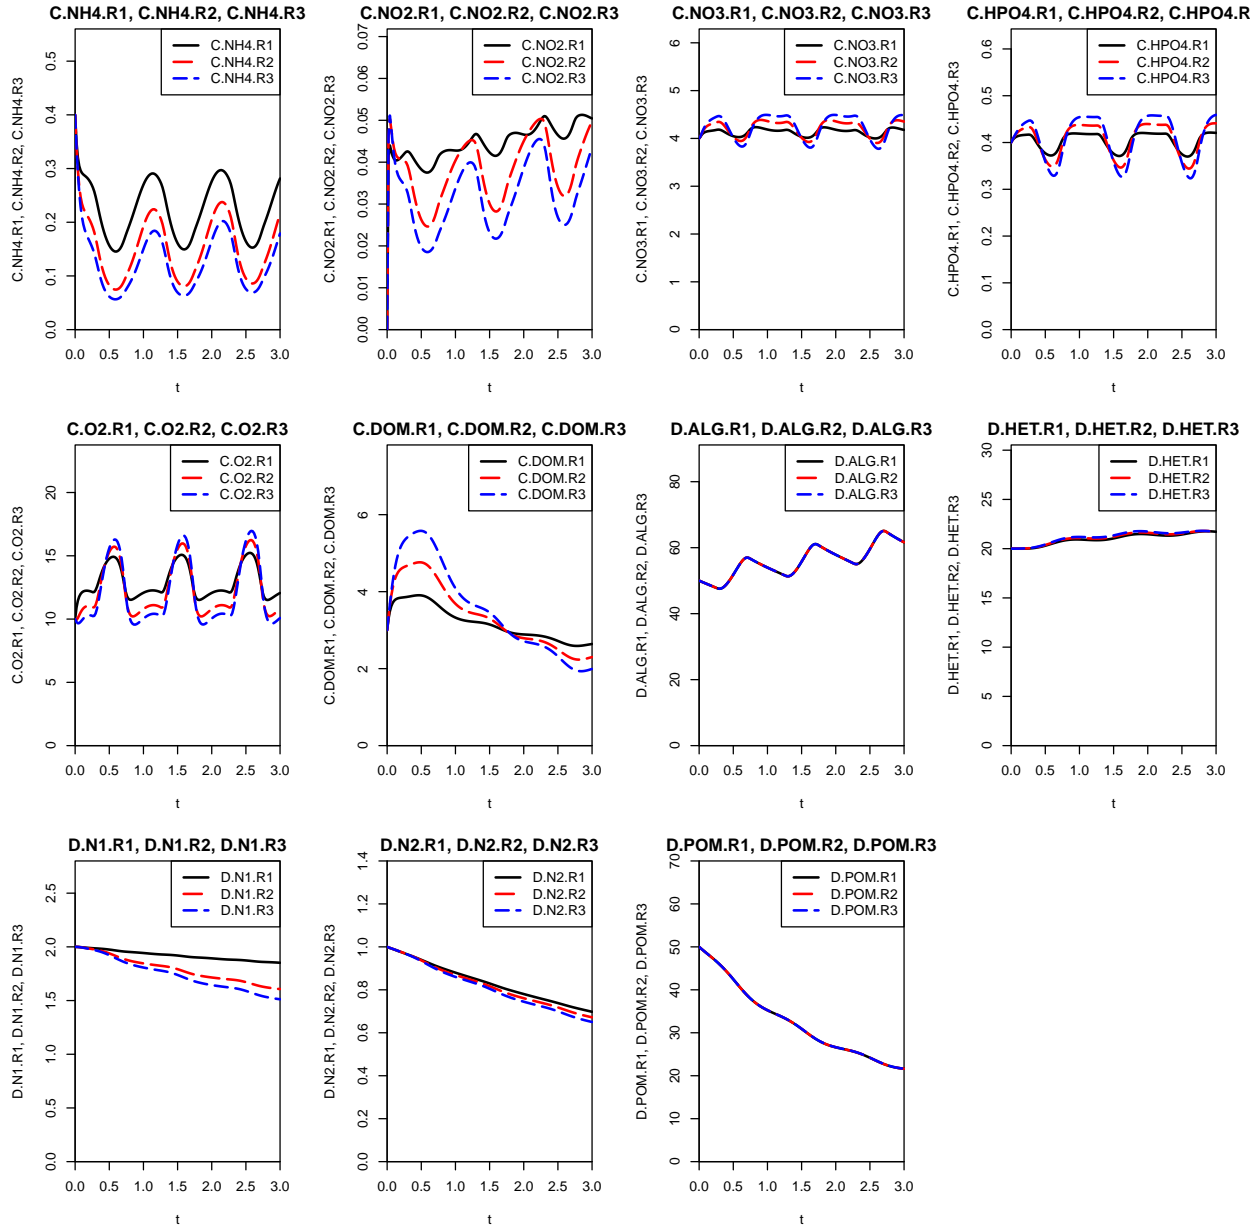 C.NH4.R1, C.NH4.R2, C.NH4.R3
C.NH4.R1, C.NH4.R2, C.NH4.R3
0.0 0.1 0.2 0.3 0.4 0.5
C.NH4.R1
C.NH4.R2
C.NH4.R3
0.0 0.5 1.0 1.5 2.0 2.5 3.0
t
C.NO2.R1, C.NO2.R2, C.NO2.R3
C.NO2.R1, C.NO2.R2, C.NO2.R3
0.00 0.01 0.02 0.03 0.04 0.05 0.06 0.07
C.NO2.R1
C.NO2.R2
C.NO2.R3
0.0 0.5 1.0 1.5 2.0 2.5 3.0
t
C.NO3.R1, C.NO3.R2, C.NO3.R3
C.NO3.R1, C.NO3.R2, C.NO3.R3
0 1 2 3 4 5 6
C.NO3.R1
C.NO3.R2
C.NO3.R3
0.0 0.5 1.0 1.5 2.0 2.5 3.0
t
C.HPO4.R1, C.HPO4.R2, C.HPO4.R
C.HPO4.R1, C.HPO4.R2, C.HPO4.R3
0.0 0.1 0.2 0.3 0.4 0.5 0.6
C.HPO4.R1
C.HPO4.R2
C.HPO4.R3
0.0 0.5 1.0 1.5 2.0 2.5 3.0
t
C.O2.R1, C.O2.R2, C.O2.R3
C.O2.R1, C.O2.R2, C.O2.R3
0 5 10 15 20
C.O2.R1
C.O2.R2
C.O2.R3
0.0 0.5 1.0 1.5 2.0 2.5 3.0
t
C.DOM.R1, C.DOM.R2, C.DOM.R3
C.DOM.R1, C.DOM.R2, C.DOM.R3
0 2 4 6
C.DOM.R1
C.DOM.R2
C.DOM.R3
0.0 0.5 1.0 1.5 2.0 2.5 3.0
t
D.ALG.R1, D.ALG.R2, D.ALG.R3
D.ALG.R1, D.ALG.R2, D.ALG.R3
0 20 40 60 80
D.ALG.R1
D.ALG.R2
D.ALG.R3
0.0 0.5 1.0 1.5 2.0 2.5 3.0
t
D.HET.R1, D.HET.R2, D.HET.R3
D.HET.R1, D.HET.R2, D.HET.R3
0 5 10 15 20 25 30
D.HET.R1
D.HET.R2
D.HET.R3
0.0 0.5 1.0 1.5 2.0 2.5 3.0
t
D.N1.R1, D.N1.R2, D.N1.R3
D.N1.R1, D.N1.R2, D.N1.R3
0.0 0.5 1.0 1.5 2.0 2.5
D.N1.R1
D.N1.R2
D.N1.R3
0.0 0.5 1.0 1.5 2.0 2.5 3.0
t
D.N2.R1, D.N2.R2, D.N2.R3
D.N2.R1, D.N2.R2, D.N2.R3
0.0 0.2 0.4 0.6 0.8 1.0 1.2 1.4
D.N2.R1
D.N2.R2
D.N2.R3
0.0 0.5 1.0 1.5 2.0 2.5 3.0
t
D.POM.R1, D.POM.R2, D.POM.R3
D.POM.R1, D.POM.R2, D.POM.R3
0 10 20 30 40 50 60 70
D.POM.R1
D.POM.R2
D.POM.R3
0.0 0.5 1.0 1.5 2.0 2.5 3.0
t